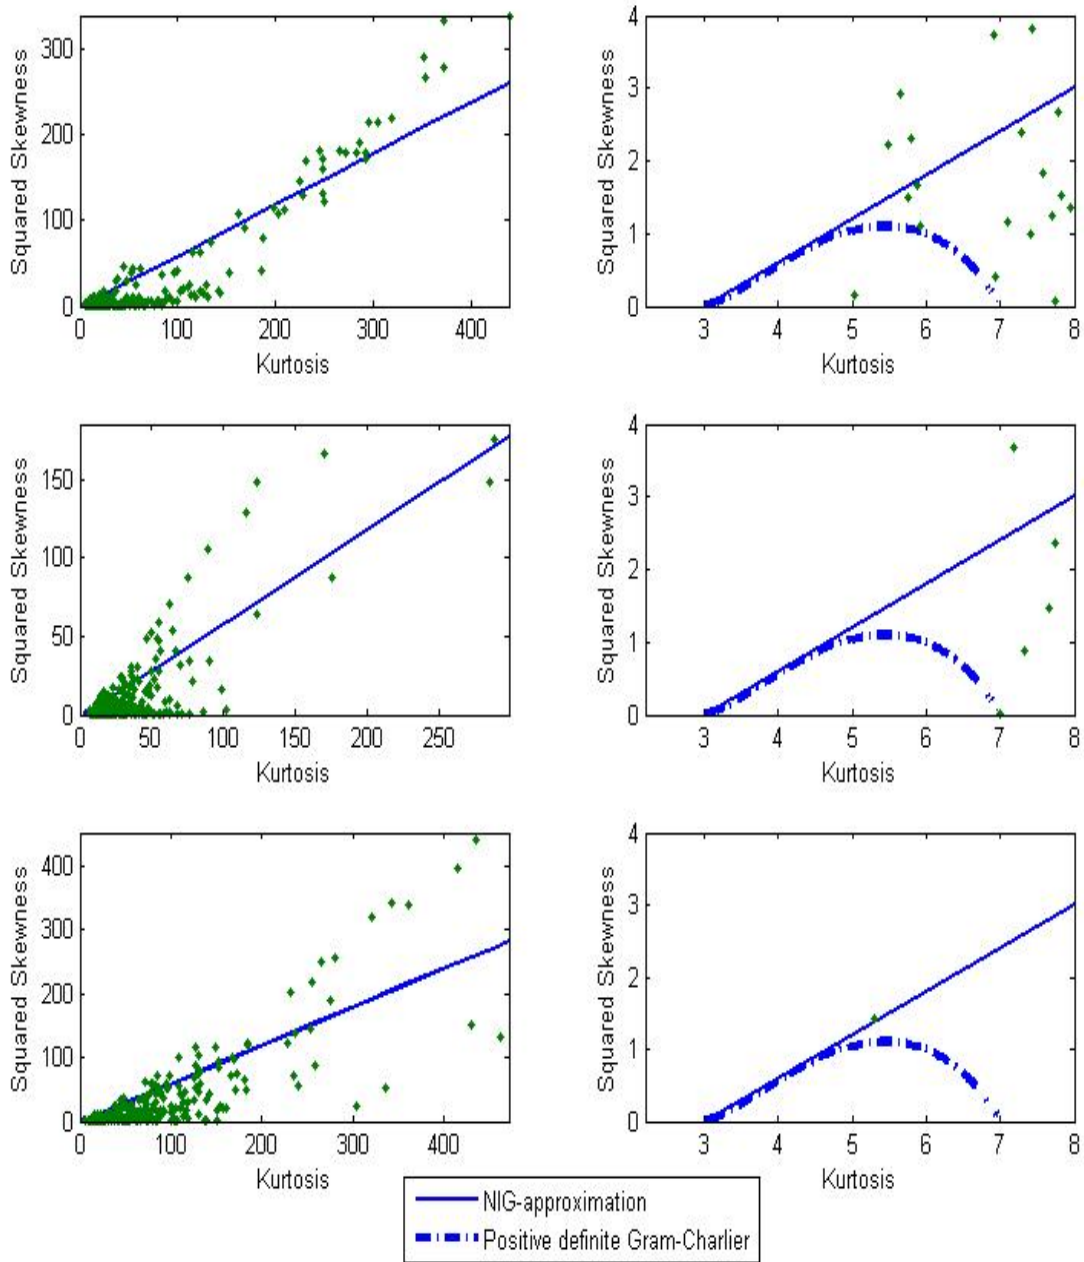 300
200
100
0
0 100 200 300 400
Squared Skewness
Kurtosis
4
3
2
1
0
3 4 5 6 7 8
Squared Skewness
Kurtosis
150
100
50
0
0 50 100 150 200 250
Squared Skewness
Kurtosis
4
3
2
1
0
3 4 5 6 7 8
Squared Skewness
Kurtosis
400
300
200
100
0
0 100 200 300 400
Squared Skewness
Kurtosis
4
3
2
1
0
3 4 5 6 7 8
Squared Skewness
Kurtosis
NIG-approximation
Positive definite Gram-Charlier